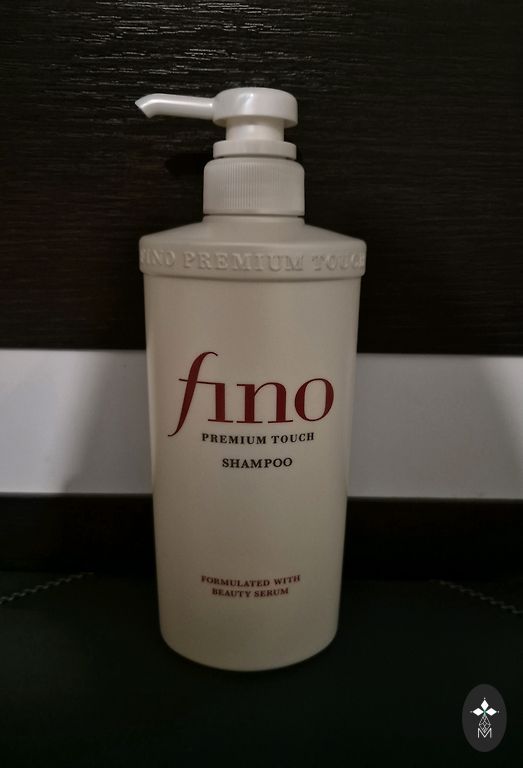 FINO PREMIUM TOUCH
fino
PREMIUM TOUCH
SHAMPOO
FORMULATED WITH
BEAUTY SERUM
M